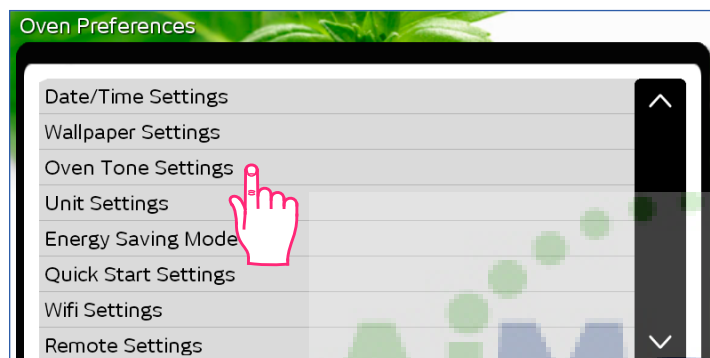 Oven Preferences
Date/Time Settings
Wallpaper Settings
Oven Tone Settings
Unit Settings
Energy Saving Mode
Quick Start Settings
Wifi Settings
Remote Settings